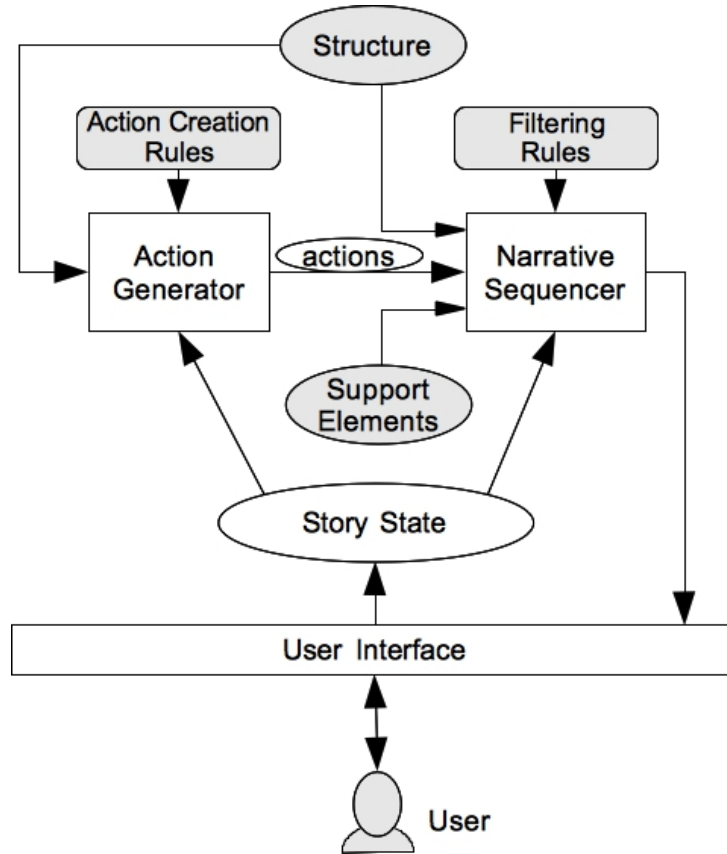 Structure
Action Creation
Rules
Filtering
Rules
Action
Generator
actions
Narrative
Sequencer
Support
Elements
Story State
User Interface
User